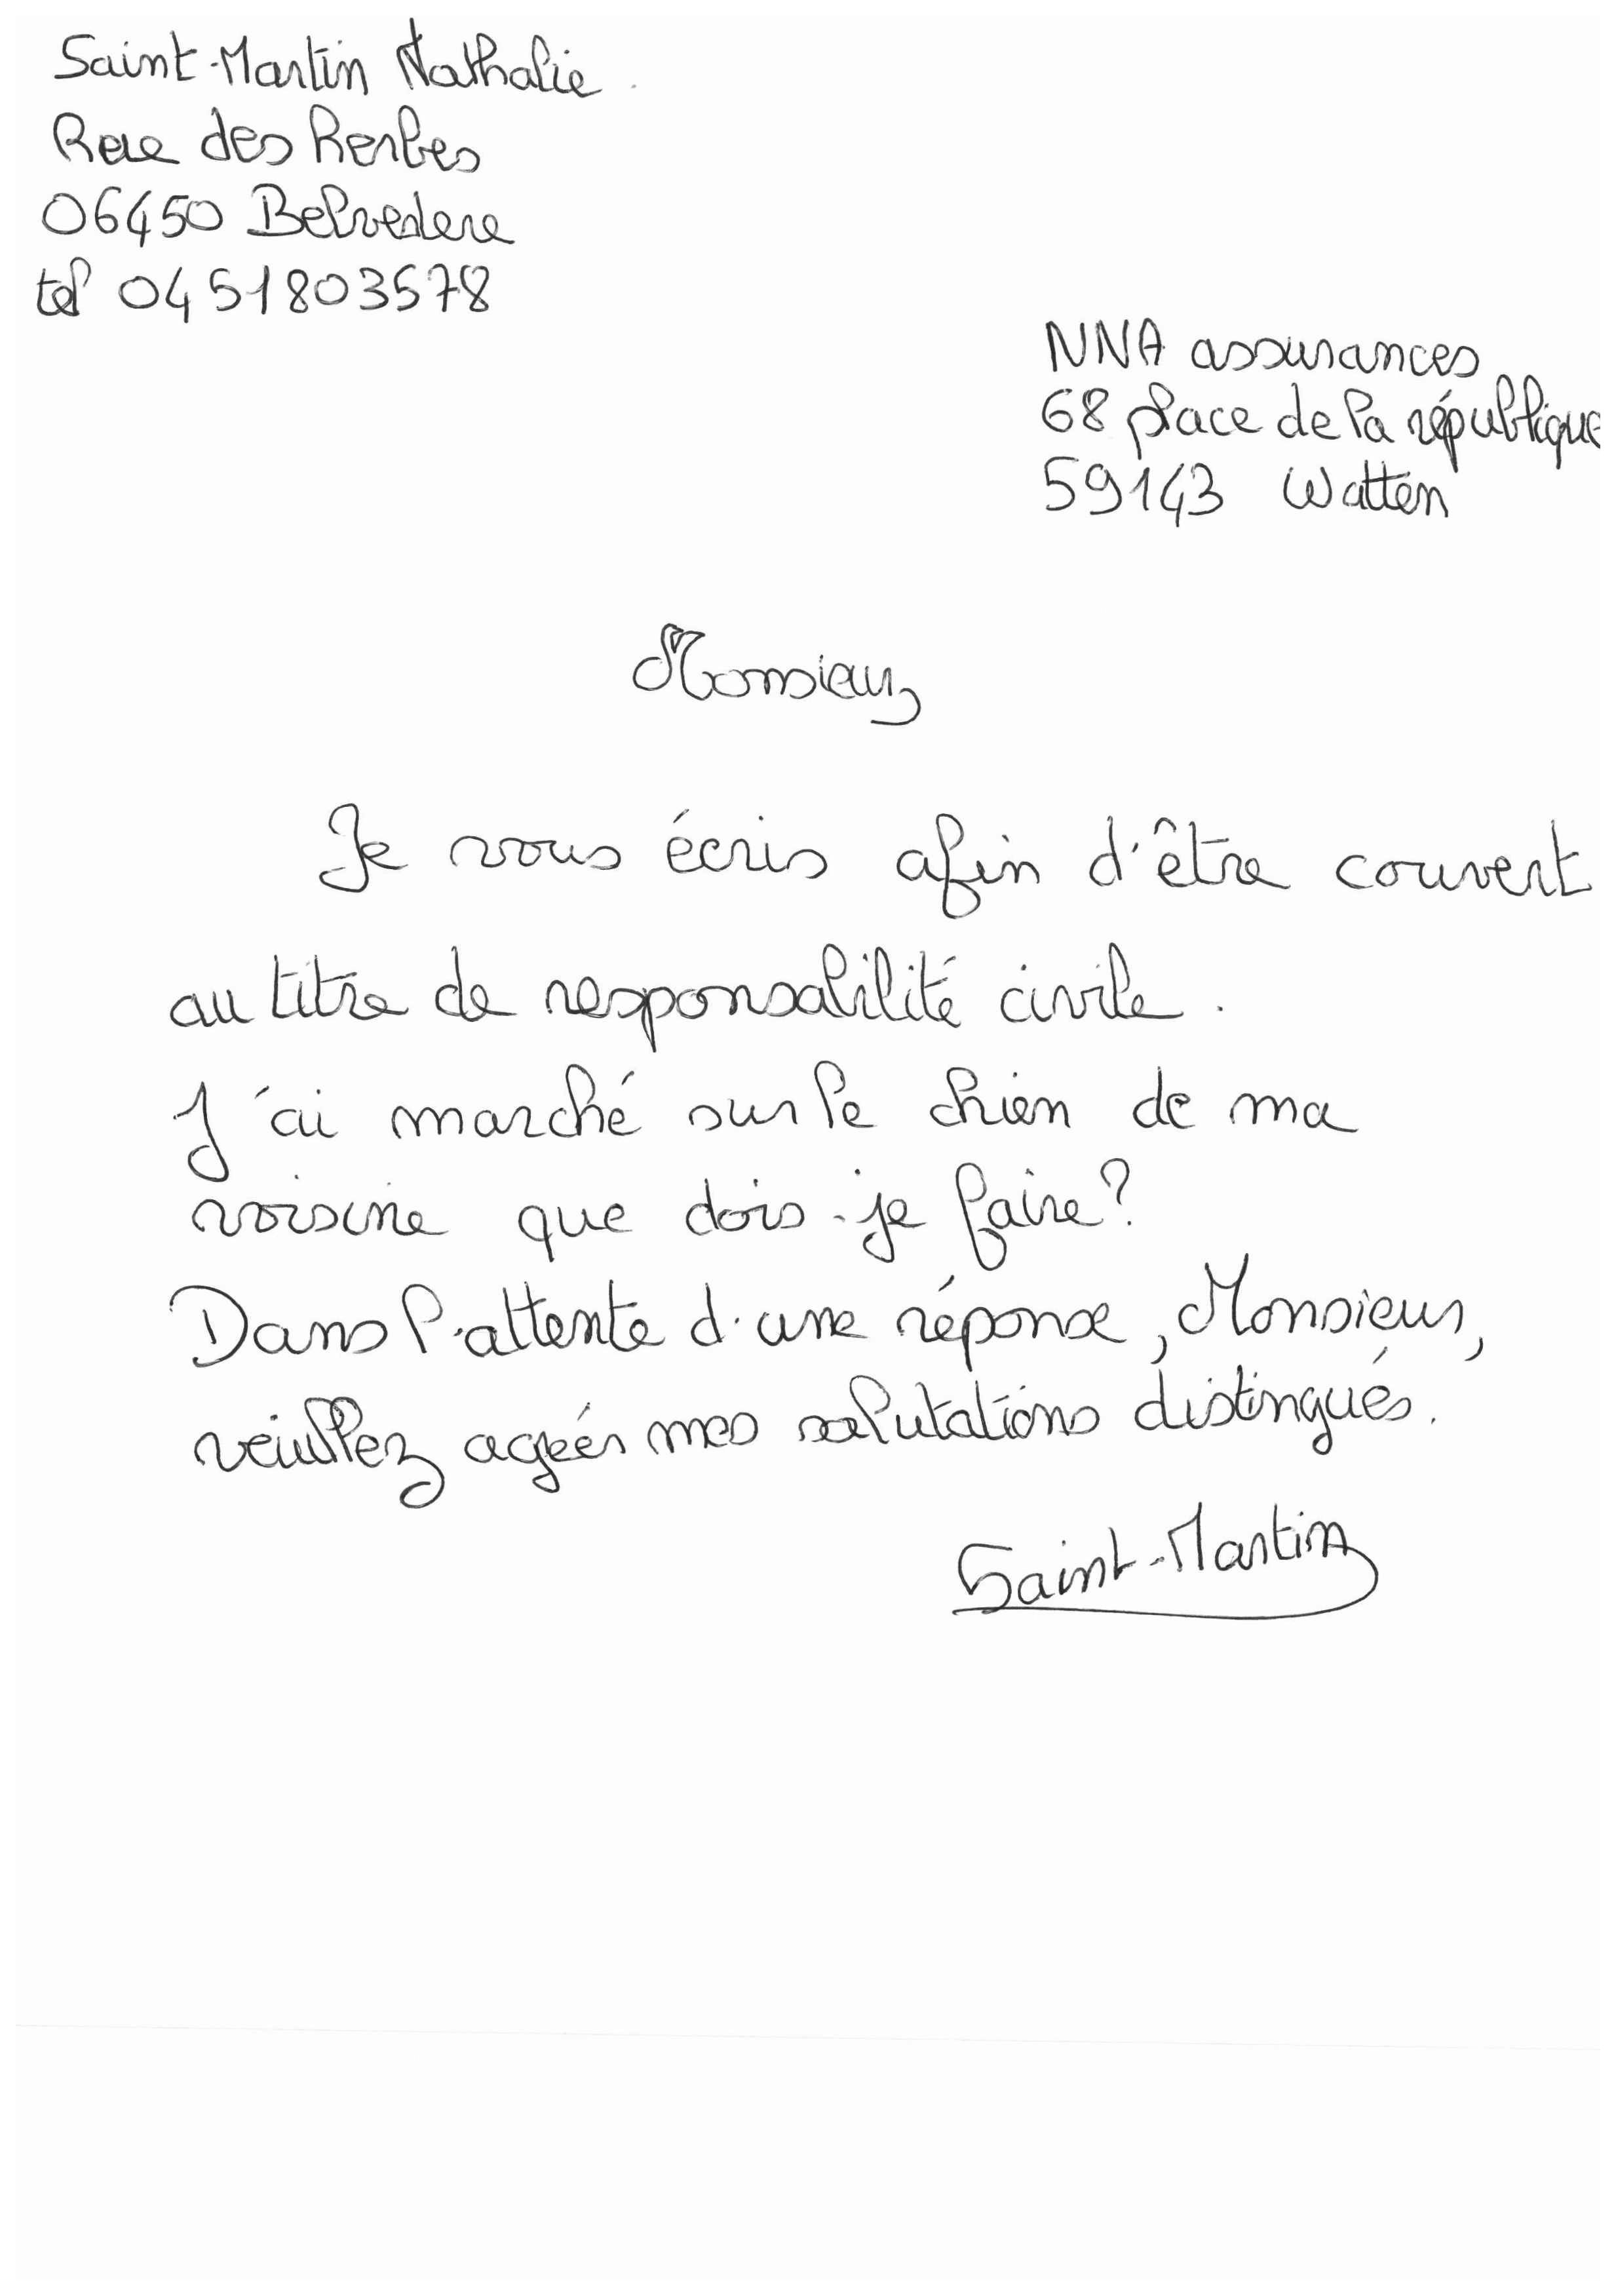 Saint-Martin Nathalie
Rue des Herbes
06450 Belvedere
tel 0451803578
NNA assurances
68 place de la république
59143 Watten
Monsieur
Je vous écris afin d'être couvert
au titre de responsabilité civile.
J'ai marché sur le chien de ma
voisine que dois-je faire?
Dans l'attente d'une réponse, Monsieur,
veuillez agréér mes salutations distingués.
Saint-Martin